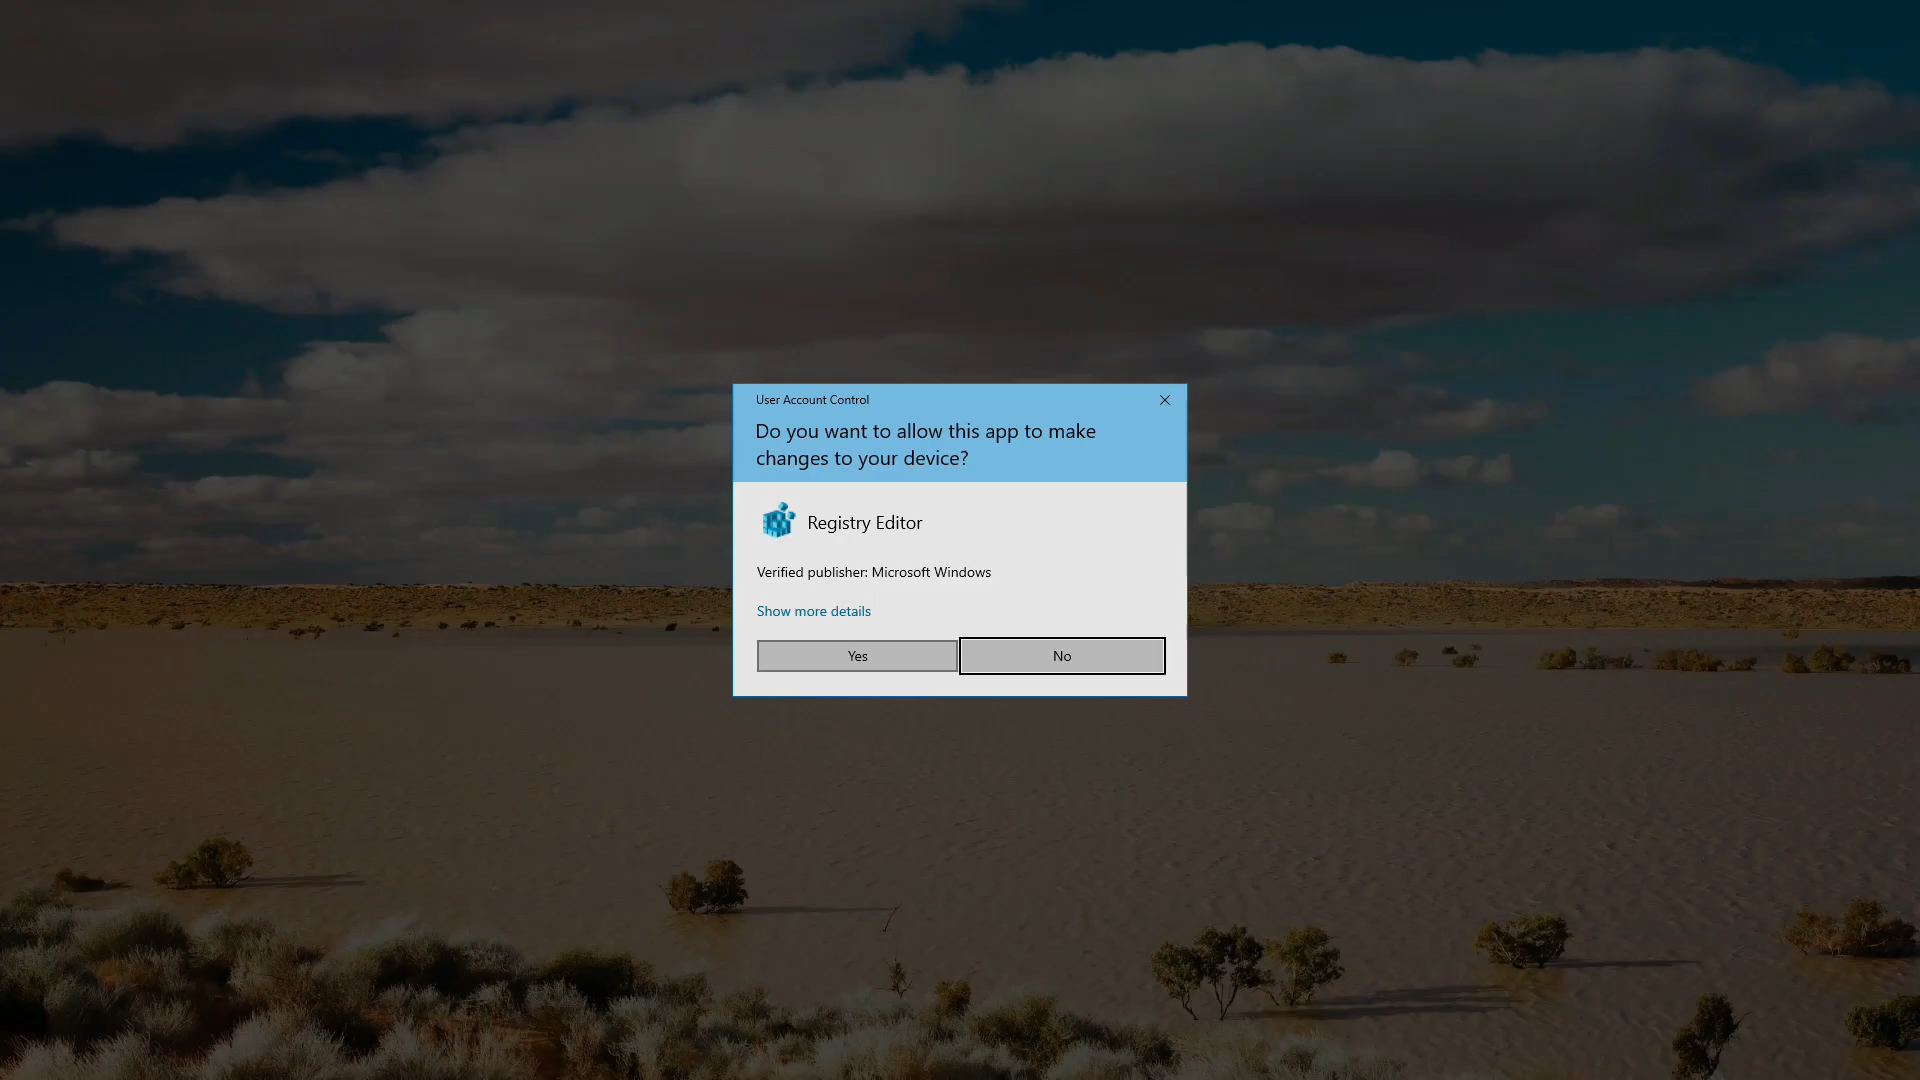 User Account Control
Do you want to allow this app to make
changes to your device?
Registry Editor
Verified publisher: Microsoft Windows
Show more details
Yes
No